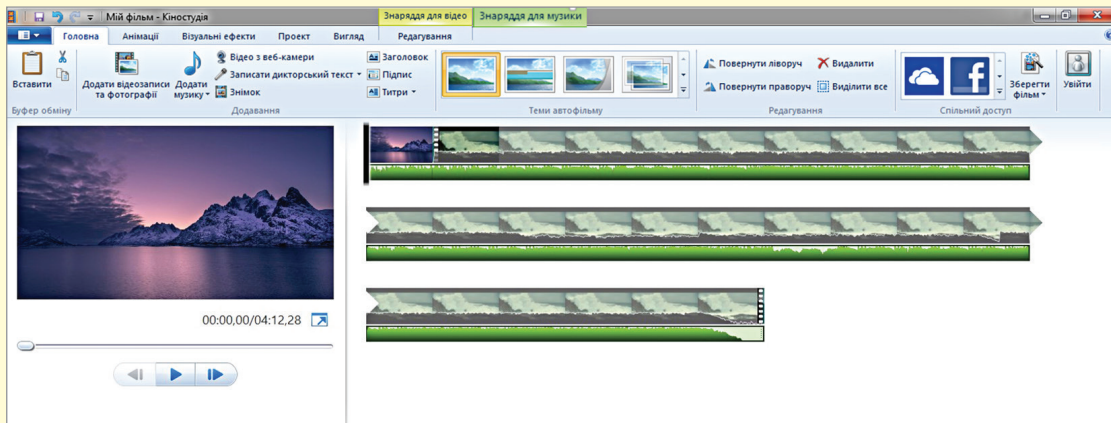 Мій фільм - Кіностудія
Знаряддя для відео
Знаряддя для музики
Головна Анімації Візуальні ефекти Проект Вигляд Редагування
Вставити
Буфер обміну
Додати відеозаписи та фотографії
Додати музику
Відео з веб-камери
Записати дикторський текст
Знімок
Заголовок
Підпис
Титри
Додавання
Теми автофільму
Повернути ліворуч
Повернути праворуч
Видалити
Виділити все
Редагування
Спільний доступ
Зберегти фільм
Увійти
00:00,00/04:12,28